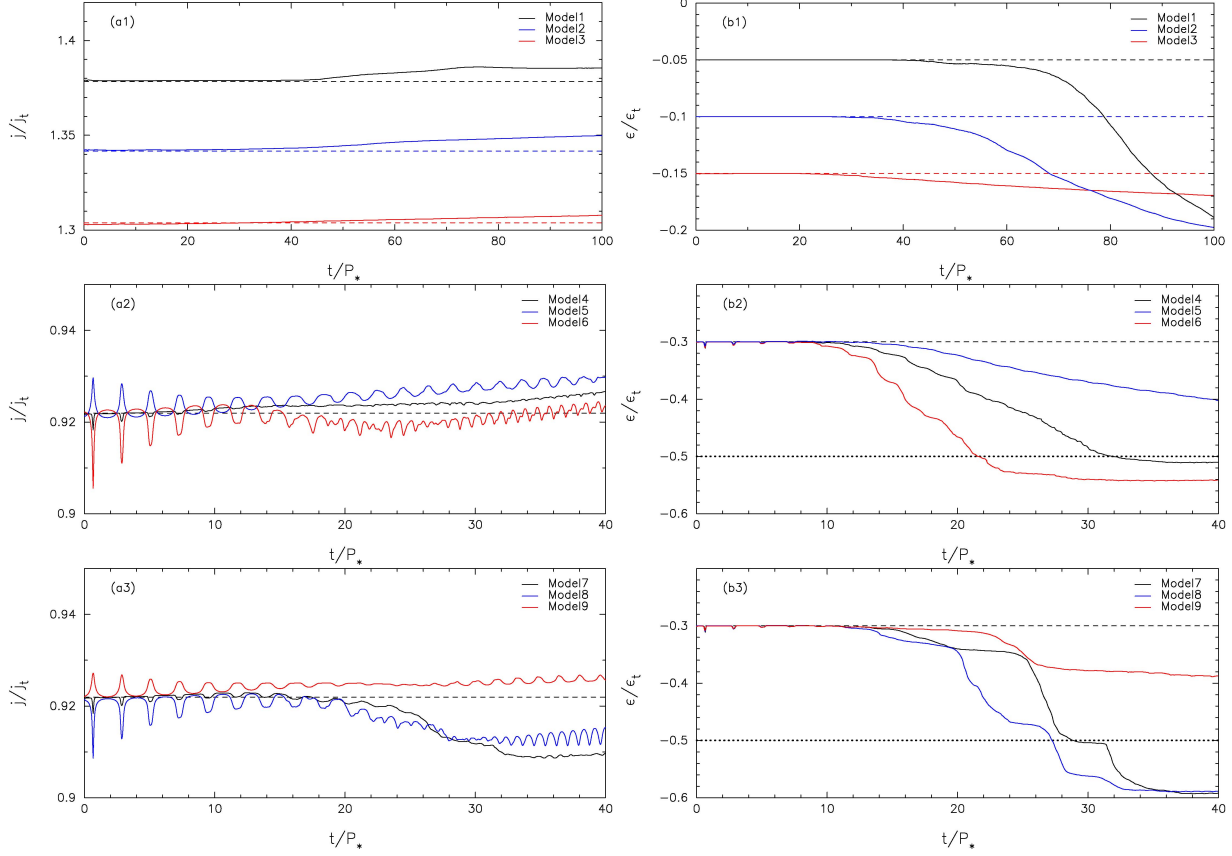 (a1)
Model1
Model2
Model3
1.4
1.35
1.3
j/j_t
0 20 40 60 80 100
t/P_*
(b1)
Model1
Model2
Model3
0
−0.05
−0.1
−0.15
−0.2
ϵ/ϵ_t
0 20 40 60 80 100
t/P_*
(a2)
Model4
Model5
Model6
0.94
0.92
0.9
j/j_t
0 10 20 30 40
t/P_*
(b2)
Model4
Model5
Model6
−0.3
−0.4
−0.5
−0.6
ϵ/ϵ_t
0 10 20 30 40
t/P_*
(a3)
Model7
Model8
Model9
0.94
0.92
0.9
j/j_t
0 10 20 30 40
t/P_*
(b3)
Model7
Model8
Model9
−0.3
−0.4
−0.5
−0.6
ϵ/ϵ_t
0 10 20 30 40
t/P_*